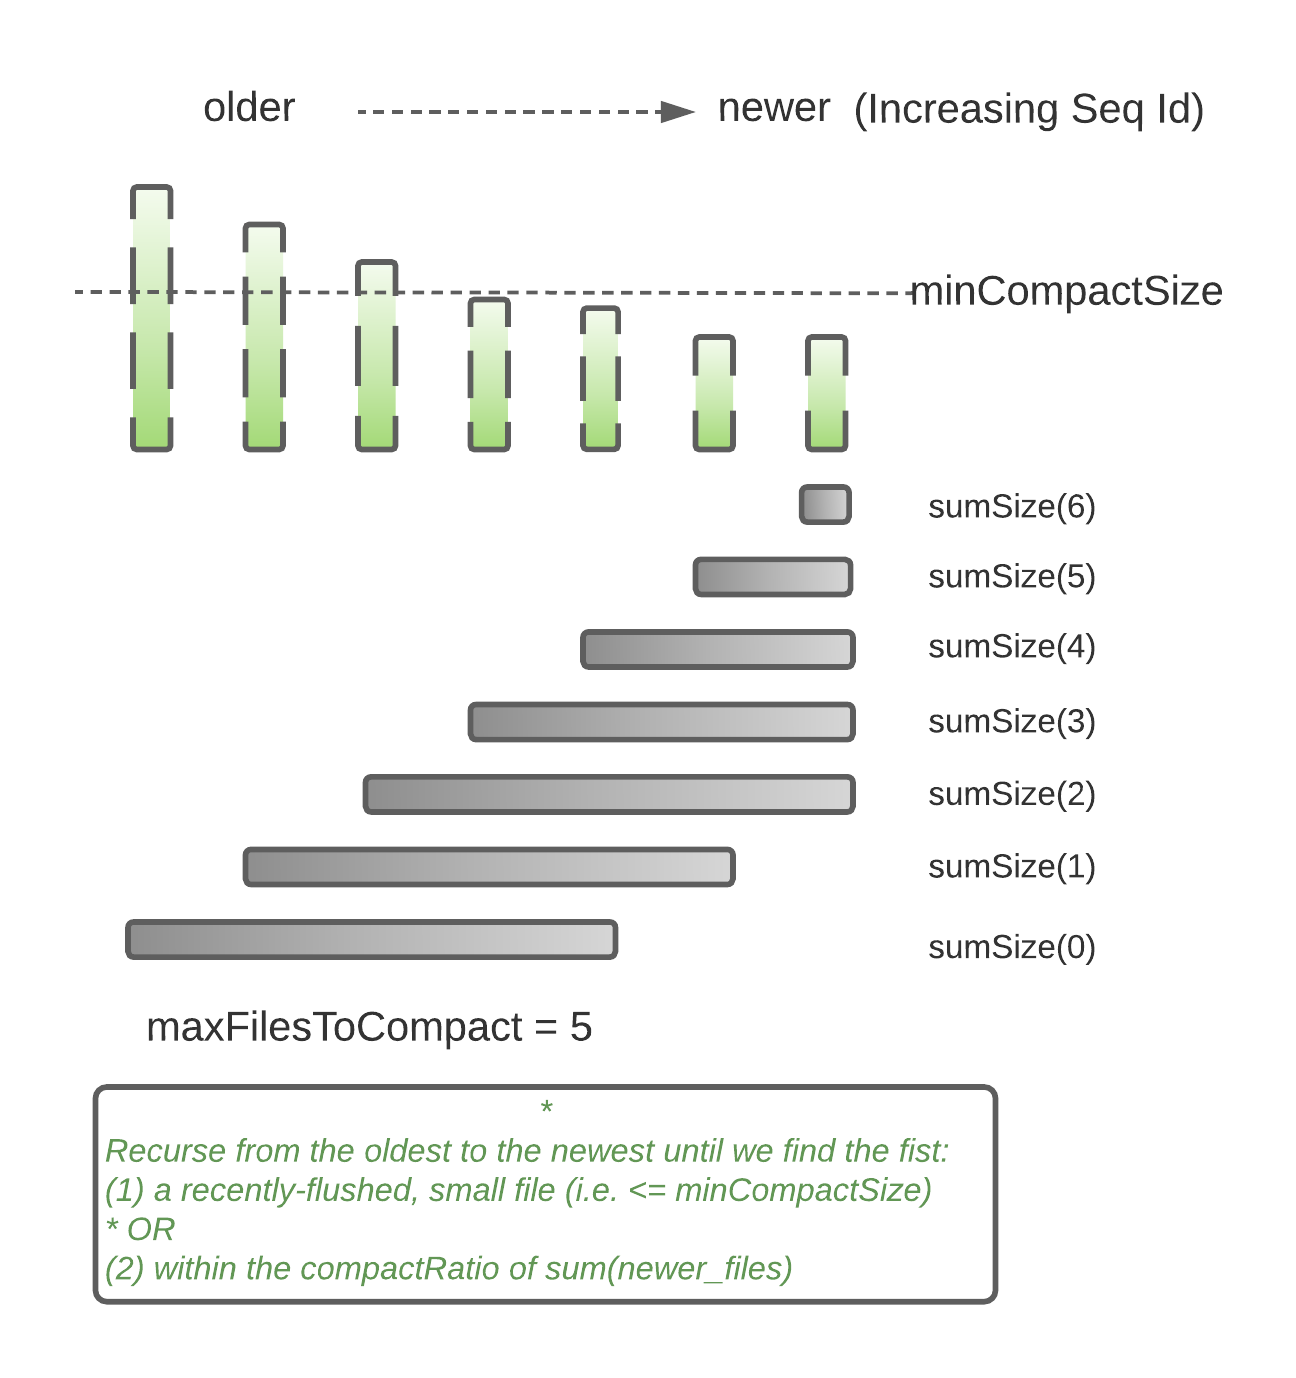 older newer (Increasing Seq Id)
minCompactSize
sumSize(6)
sumSize(5)
sumSize(4)
sumSize(3)
sumSize(2)
sumSize(1)
sumSize(0)
maxFilesToCompact = 5
*
Recurse from the oldest to the newest until we find the fist:
(1) a recently-flushed, small file (i.e. <= minCompactSize)
* OR
(2) within the compactRatio of sum(newer_files)